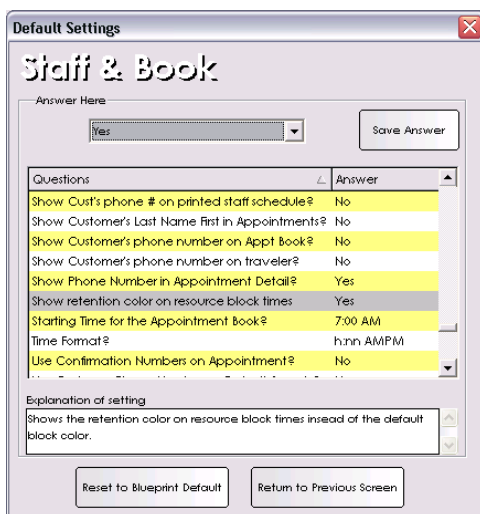 Default Settings
Staff & Book
Answer Here
Yes
Save Answer
Questions Answer
Show Cust's phone # on printed staff schedule? No
Show Customer's Last Name First in Appointments? No
Show Customer's phone number on Appt Book? No
Show Customer's phone number on traveler? No
Show Phone Number in Appointment Detail? Yes
Show retention color on resource block times Yes
Starting Time for the Appointment Book? 7:00 AM
Time Format? h:nn AMPM
Use Confirmation Numbers on Appointment? No
Explanation of setting
Shows the retention color on resource block times insead of the default
block color.
Reset to Blueprint Default Return to Previous Screen